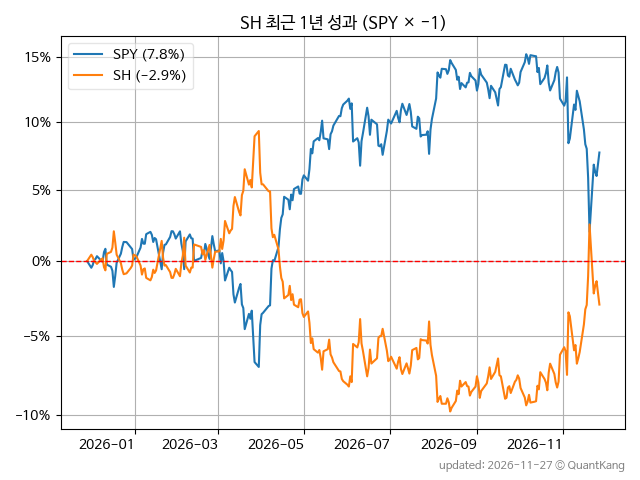 SH 최근 1년 성과 (SPY × −1)
SPY (7.8%)
SH (−2.9%)
15%
10%
5%
0%
−5%
−10%
2026-01 2026-03 2026-05 2026-07 2026-09 2026-11
updated: 2026-11-27 © QuantKang